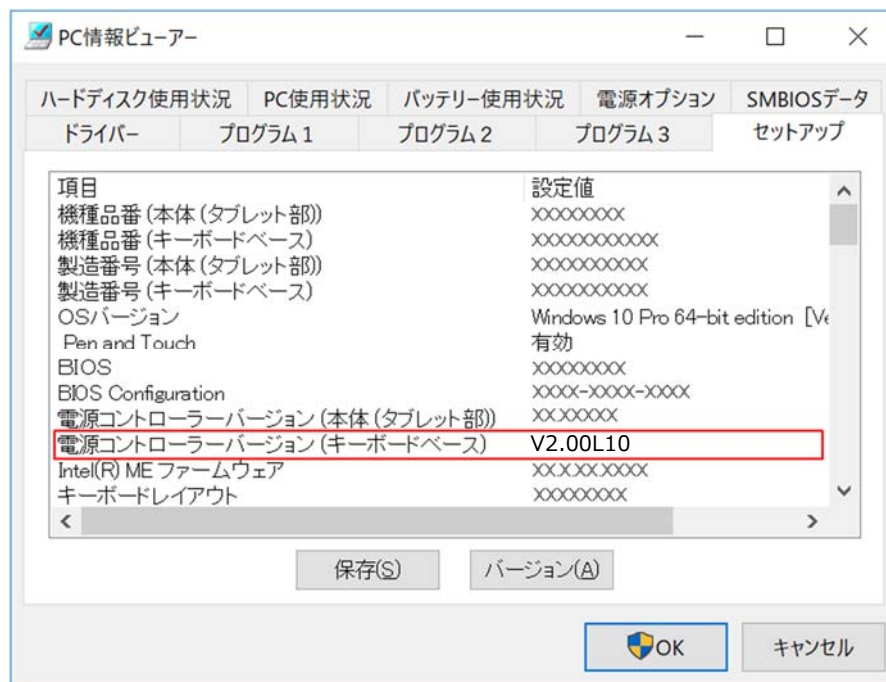 PC情報ビューアー
ハードディスク使用状況 PC使用状況 バッテリー使用状況 電源オプション SMBIOSデータ
ドライバー プログラム1 プログラム2 プログラム3 セットアップ
項目 設定値
機種品番(本体(タブレット部)) XXXXXXXX
機種品番(キーボードベース) XXXXXXXXXXX
製造番号(本体(タブレット部)) XXXXXXXXXX
製造番号(キーボードベース) XXXXXXXXXX
OSバージョン Windows 10 Pro 64-bit edition [Ve
Pen and Touch 有効
BIOS XXXXXXXX
BIOS Configuration XXXX-XXXX-XXXX
電源コントローラーバージョン(本体(タブレット部)) XX.XXXXX
電源コントローラーバージョン(キーボードベース) V2.00L10
Intel(R) ME ファームウェア XX.X.XX.XXXX
キーボードレイアウト XXXXXXXX
保存(S) バージョン(A)
OK キャンセル